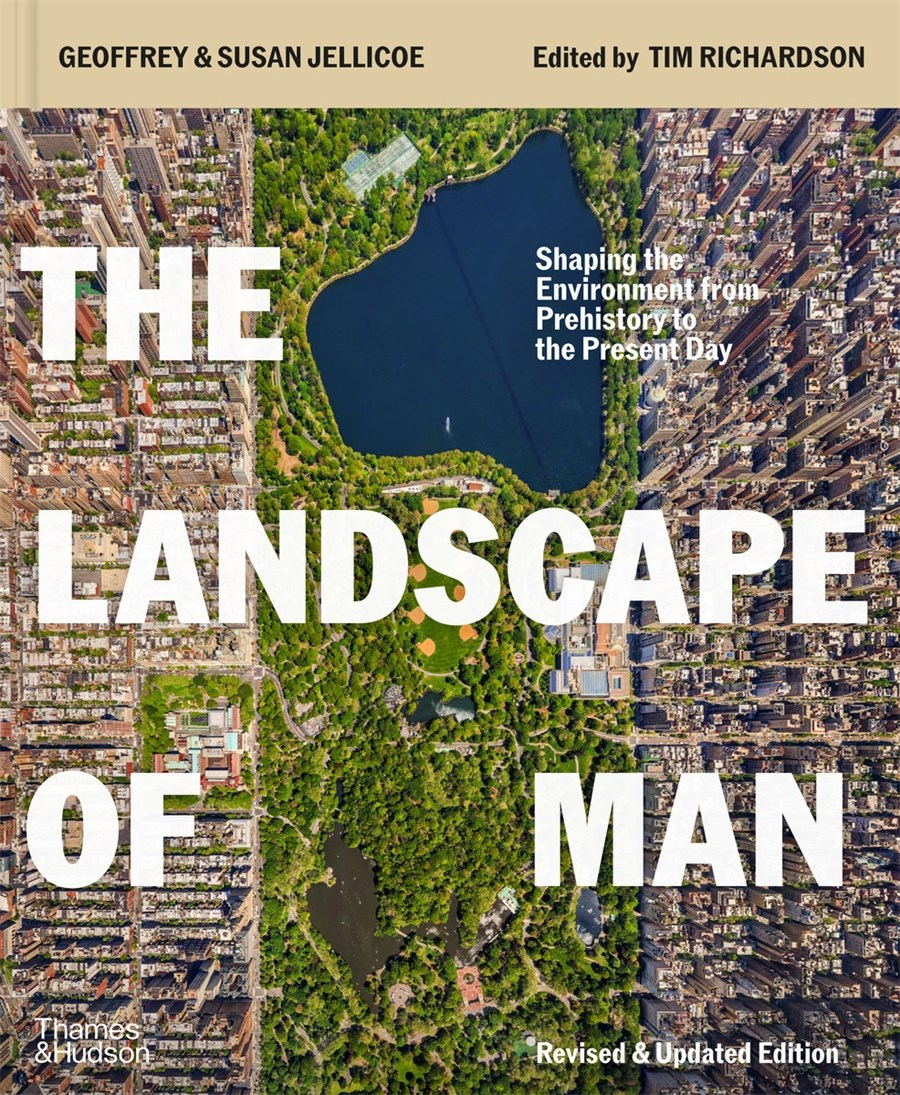 GEOFFREY & SUSAN JELLICOE
Edited by TIM RICHARDSON
THE
Shaping the
Environment from
Prehistory to
the Present Day
LANDSCAPE
OF MAN
Thames
&Hudson
Revised & Updated Edition